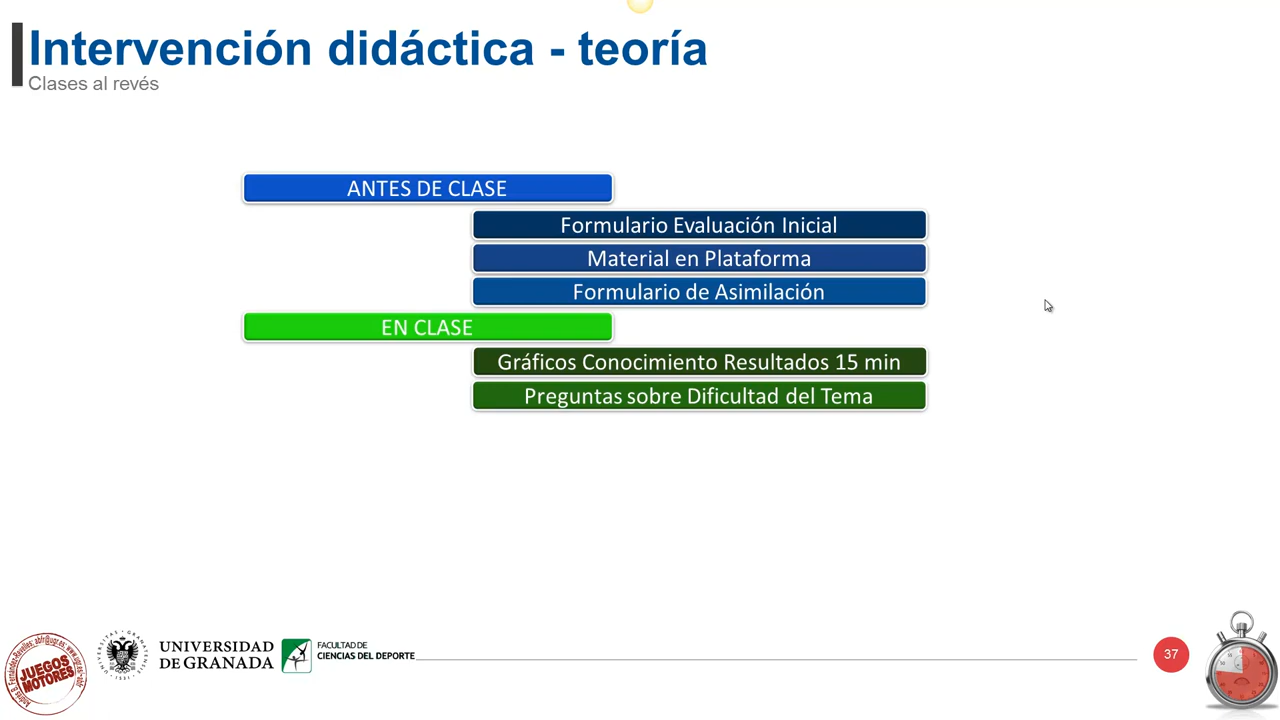 Intervención didáctica - teoría
Clases al revés
ANTES DE CLASE
Formulario Evaluación Inicial
Material en Plataforma
Formulario de Asimilación
EN CLASE
Gráficos Conocimiento Resultados 15 min
Preguntas sobre Dificultad del Tema
JUEGOS
MOTORES
UNIVERSIDAD
DE GRANADA
FACULTAD DE
CIENCIAS DEL DEPORTE
37